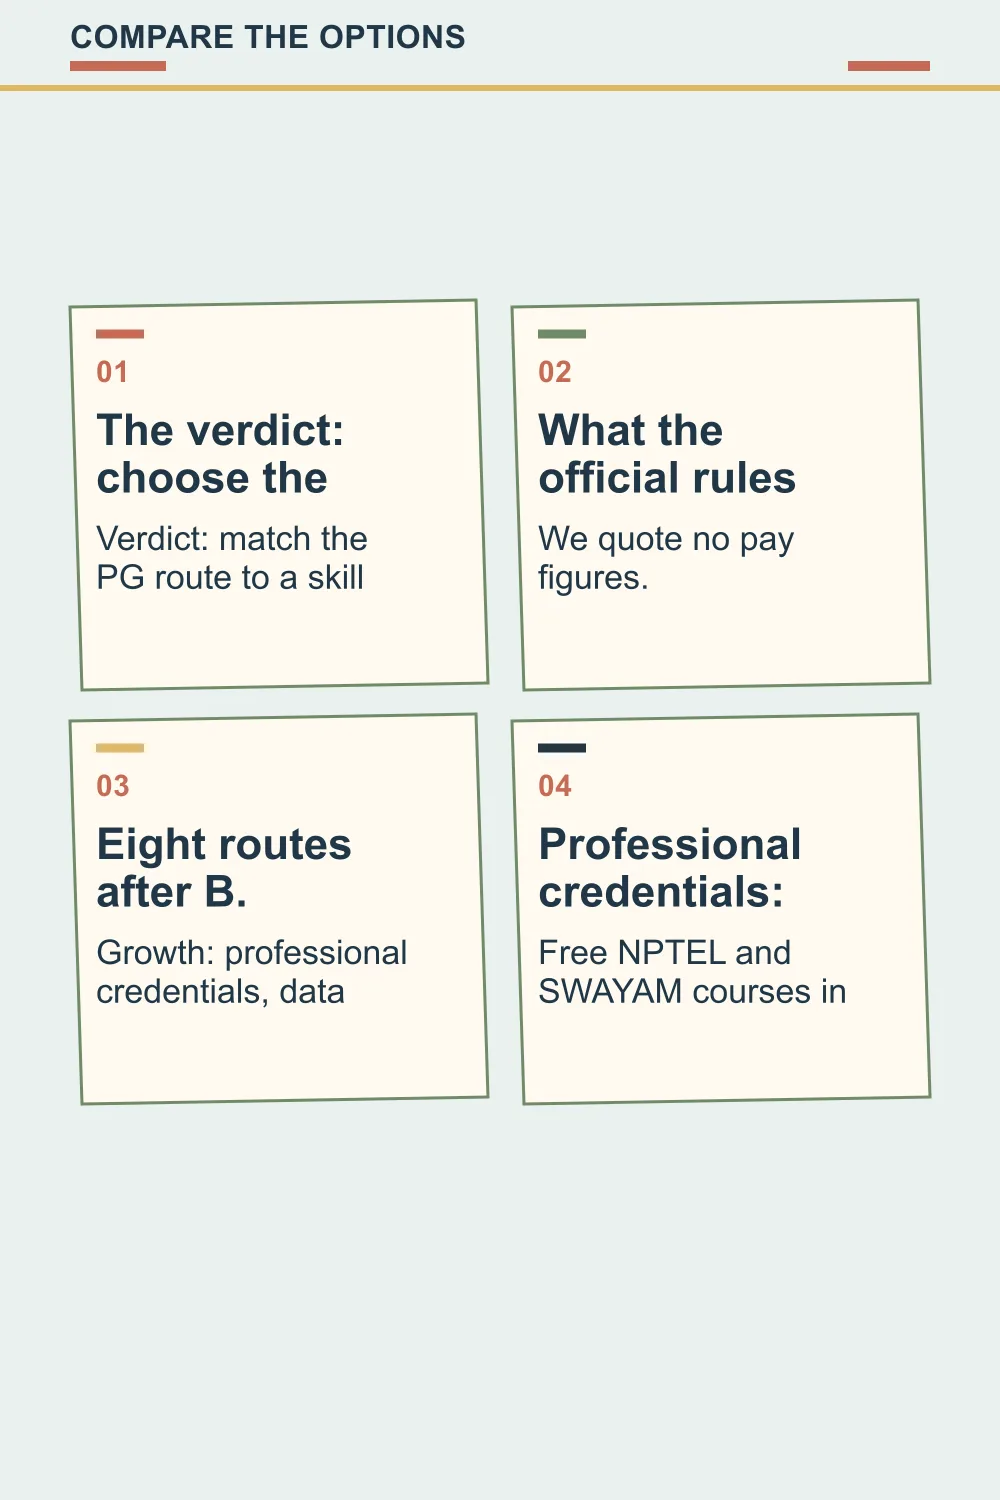 COMPARE THE OPTIONS
01
The verdict:
choose the
Verdict: match the
PG route to a skill
02
What the
official rules
We quote no pay
figures.
03
Eight routes
after B.
Growth: professional
credentials, data
04
Professional
credentials:
Free NPTEL and
SWAYAM courses in